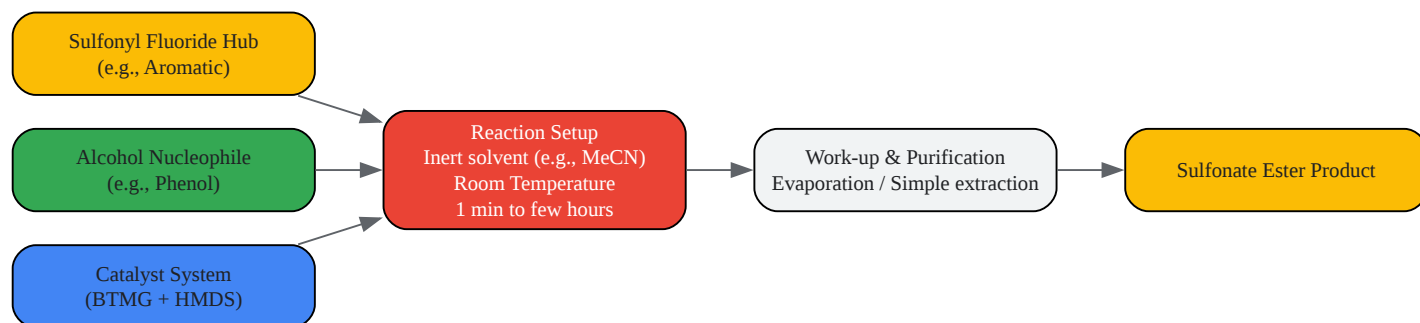 Sulfonyl Fluoride Hub
(e.g., Aromatic)
Alcohol Nucleophile
(e.g., Phenol)
Catalyst System
(BTMG + HMDS)
Reaction Setup
Inert solvent (e.g., MeCN)
Room Temperature
1 min to few hours
Work-up & Purification
Evaporation / Simple extraction
Sulfonate Ester Product